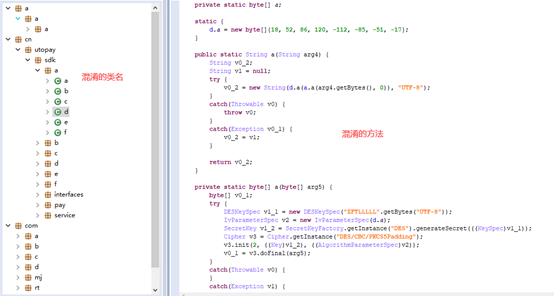 a
a
a
cn
utopay
sdk
a
a
b
c
d
e
f
b
c
d
e
f
interfaces
pay
service
com
a
b
c
d
mj
rt
混淆的类名
private static byte[] a;
static {
d.a = new byte[]{18, 52, 86, 120, -112, -85, -51, -17};
}
public static String a(String arg4) {
String v0_2;
String v1 = null;
try {
v0_2 = new String(d.a(a.a(arg4.getBytes(), 0)), "UTF-8");
}
catch(Throwable v0) {
throw v0;
}
catch(Exception v0_1) {
v0_2 = v1;
}
混淆的方法
return v0_2;
}
private static byte[] a(byte[] arg5) {
byte[] v0_1;
try {
DESKeySpec v1_1 = new DESKeySpec("ZFTLLLLL".getBytes("UTF-8"));
IvParameterSpec v2 = new IvParameterSpec(d.a);
SecretKey v1_2 = SecretKeyFactory.getInstance("DES").generateSecret(((KeySpec)v1_1));
Cipher v3 = Cipher.getInstance("DES/CBC/PKCS5Padding");
v3.init(2, ((Key)v1_2), ((AlgorithmParameterSpec)v2));
v0_1 = v3.doFinal(arg5);
}
catch(Throwable v0) {
}
catch(Exception v1) {